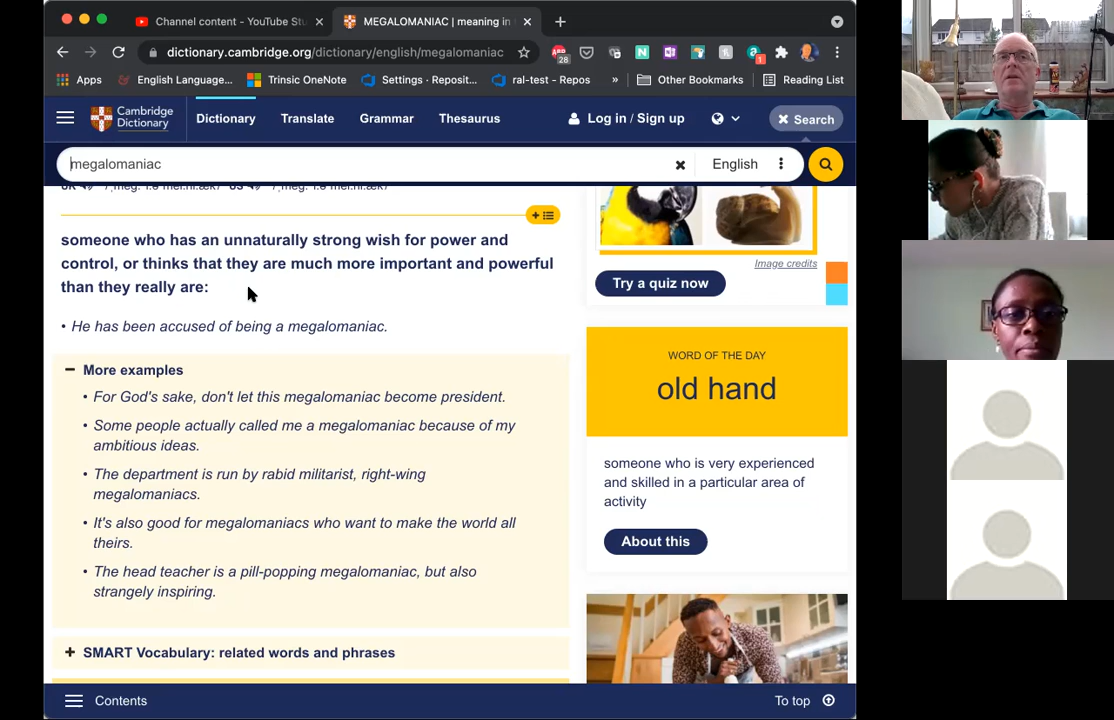 Channel content - YouTube Stu
MEGALOMANIAC | meaning in
dictionary.cambridge.org/dictionary/english/megalomaniac
28
1
Apps
English Language...
Trinsic OneNote
Settings · Reposit...
ral-test - Repos
»
Other Bookmarks
Reading List
Cambridge
Dictionary
Dictionary
Translate
Grammar
Thesaurus
Log in / Sign up
Search
megalomaniac
English
someone who has an unnaturally strong wish for power and
control, or thinks that they are much more important and powerful
than they really are:
• He has been accused of being a megalomaniac.
More examples
• For God's sake, don't let this megalomaniac become president.
• Some people actually called me a megalomaniac because of my
ambitious ideas.
• The department is run by rabid militarist, right-wing
megalomaniacs.
• It's also good for megalomaniacs who want to make the world all
theirs.
• The head teacher is a pill-popping megalomaniac, but also
strangely inspiring.
SMART Vocabulary: related words and phrases
Image credits
Try a quiz now
WORD OF THE DAY
old hand
someone who is very experienced
and skilled in a particular area of
activity
About this
Contents
To top